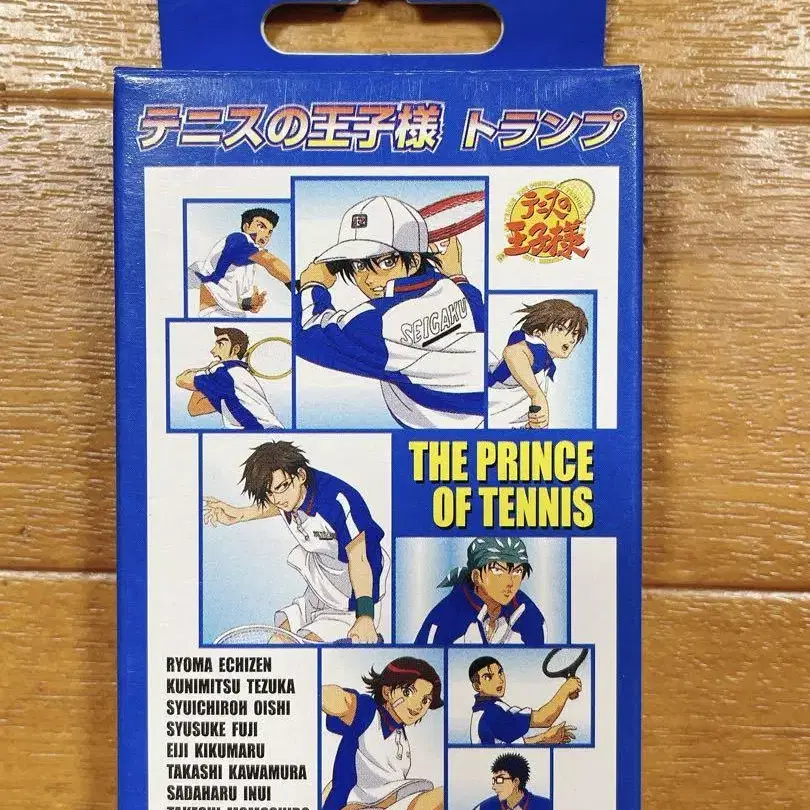 テニスの王子様 トランプ
テニスの
王子様
SEIGAKU
THE PRINCE
OF TENNIS
RYOMA ECHIZEN
KUNIMITSU TEZUKA
SYUICHIROH OISHI
SYUSUKE FUJI
EIJI KIKUMARU
TAKASHI KAWAMURA
SADAHARU INUI